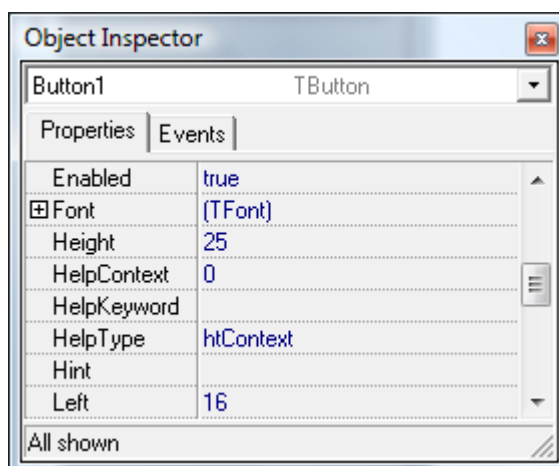 Object Inspector
Button1 TButton
Properties Events
Enabled true
Font (TFont)
Height 25
HelpContext 0
HelpKeyword
HelpType htContext
Hint
Left 16
All shown